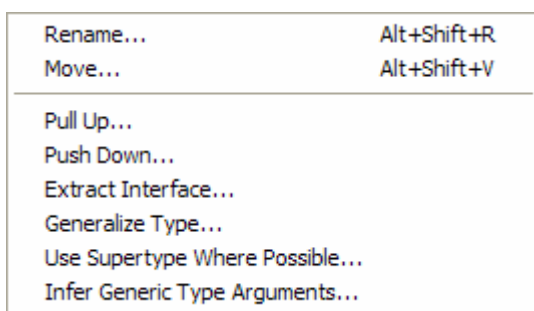 Rename... Alt+Shift+R
Move... Alt+Shift+V
Pull Up...
Push Down...
Extract Interface...
Generalize Type...
Use Supertype Where Possible...
Infer Generic Type Arguments...